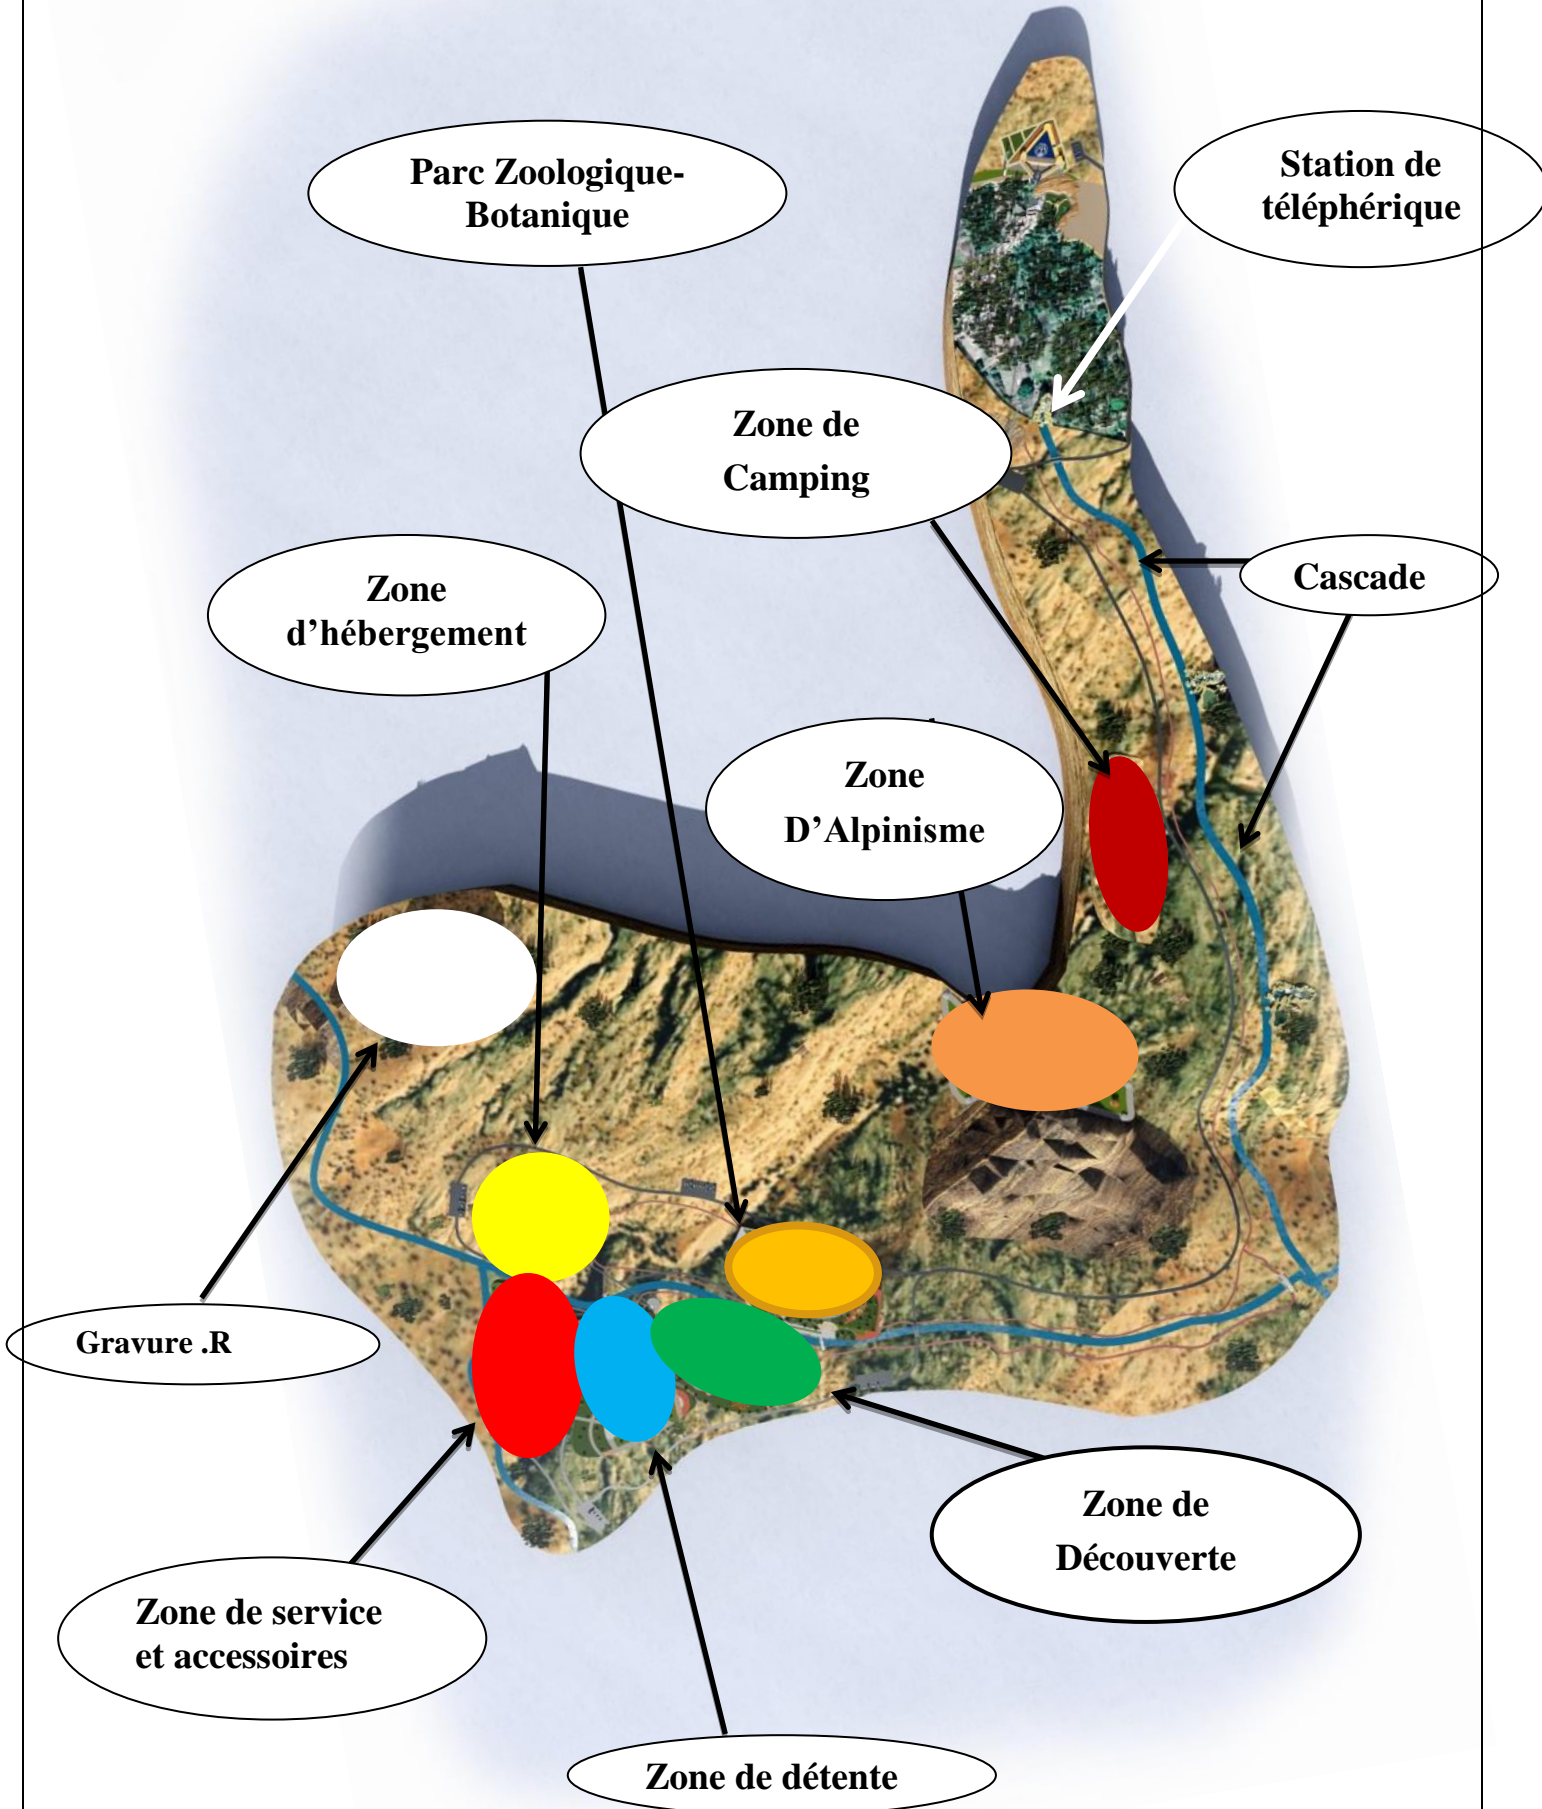 Parc Zoologique-
Botanique
Station de
téléphérique
Zone de
Camping
Zone
d’hébergement
Cascade
Zone
D’Alpinisme
Gravure .R
Zone de
Découverte
Zone de service
et accessoires
Zone de détente